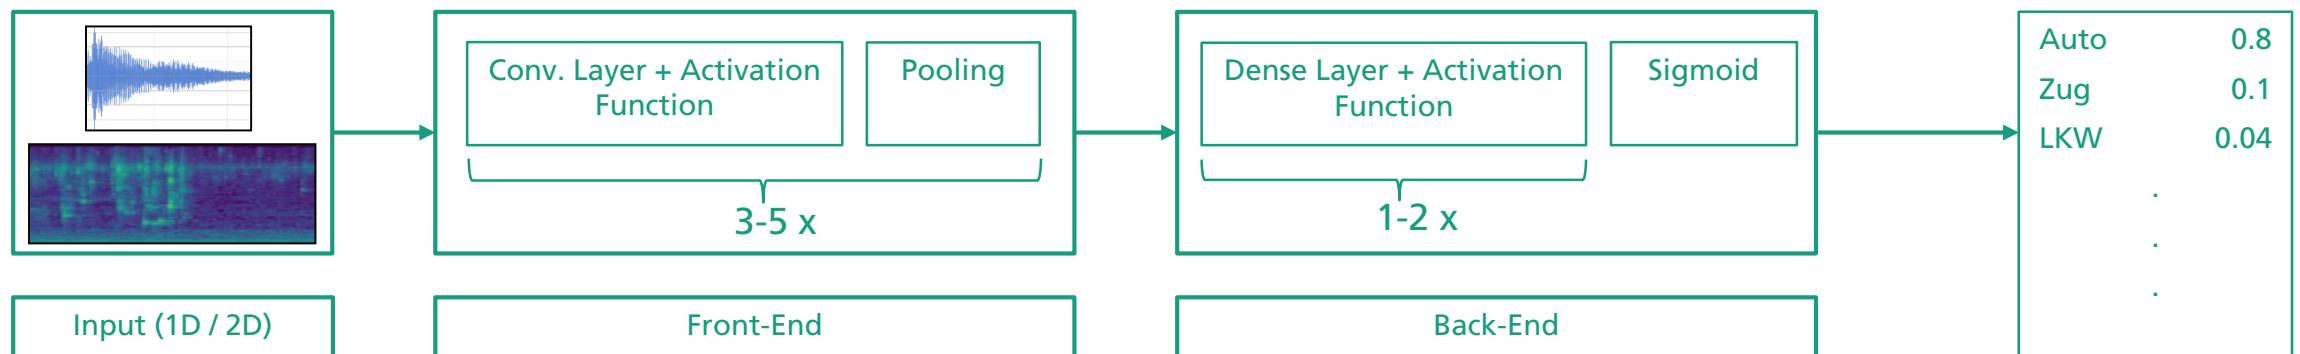 Conv. Layer + Activation
Function
Pooling
3-5 x
Dense Layer + Activation
Function
Sigmoid
1-2 x
Auto 0.8
Zug 0.1
LKW 0.04
.
.
.
Input (1D / 2D)
Front-End
Back-End